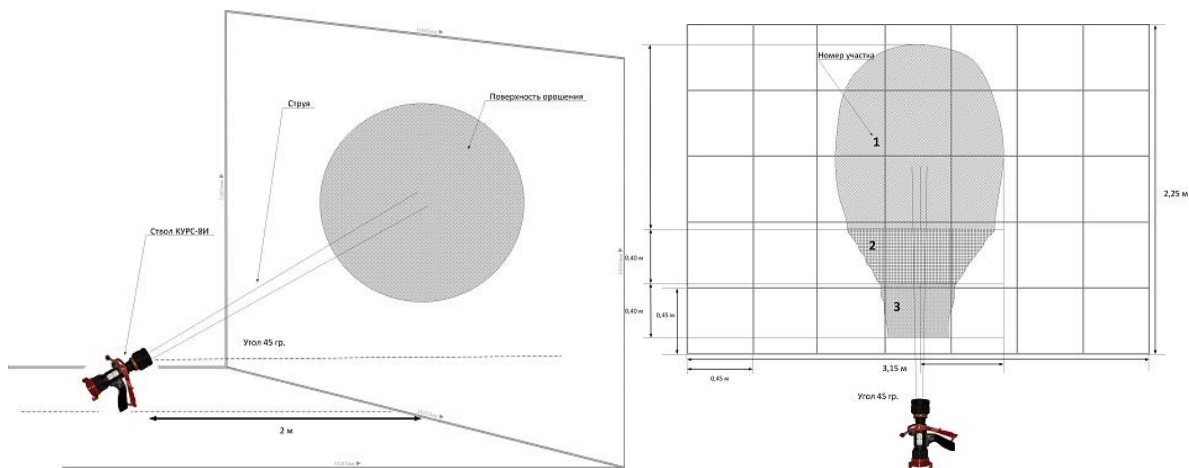 Струя
Поверхность орошения
Ствол КУРС-8И
Угол 45 гр.
2 м
Номер участка
1
2
3
2,25 м
0,40 м
0,40 м
0,45 м
0,45 м
3,15 м
Угол 45 гр.